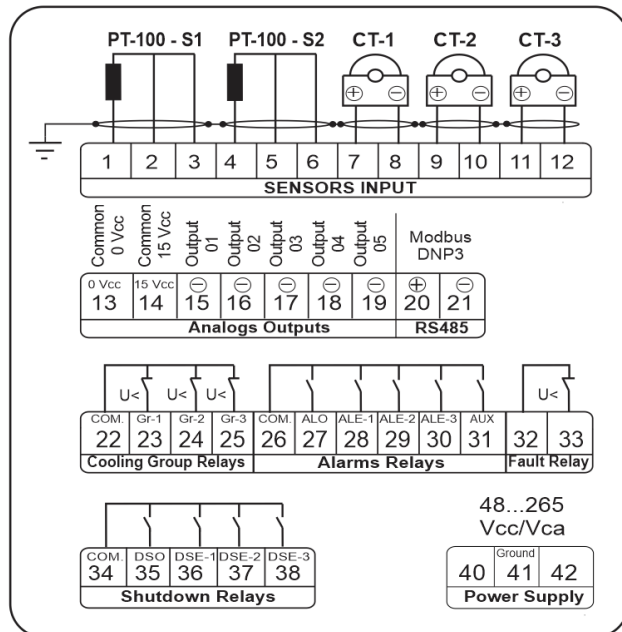 PT-100 - S1 PT-100 - S2 CT-1 CT-2 CT-3
+ − + − + −
1 2 3 4 5 6 7 8 9 10 11 12
SENSORS INPUT
Common 0 Vcc
Common 15 Vcc
Output 01
Output 02
Output 03
Output 04
Output 05
Modbus
DNP3
0 Vcc 15 Vcc − − − − − + −
13 14 15 16 17 18 19 20 21
Analogs Outputs RS485
U< U< U< U<
COM. Gr-1 Gr-2 Gr-3 COM. ALO ALE-1 ALE-2 ALE-3 AUX
22 23 24 25 26 27 28 29 30 31 32 33
Cooling Group Relays Alarms Relays Fault Relay
COM. DSO DSE-1 DSE-2 DSE-3
34 35 36 37 38
Shutdown Relays
48...265
Vcc/Vca
Ground
40 41 42
Power Supply